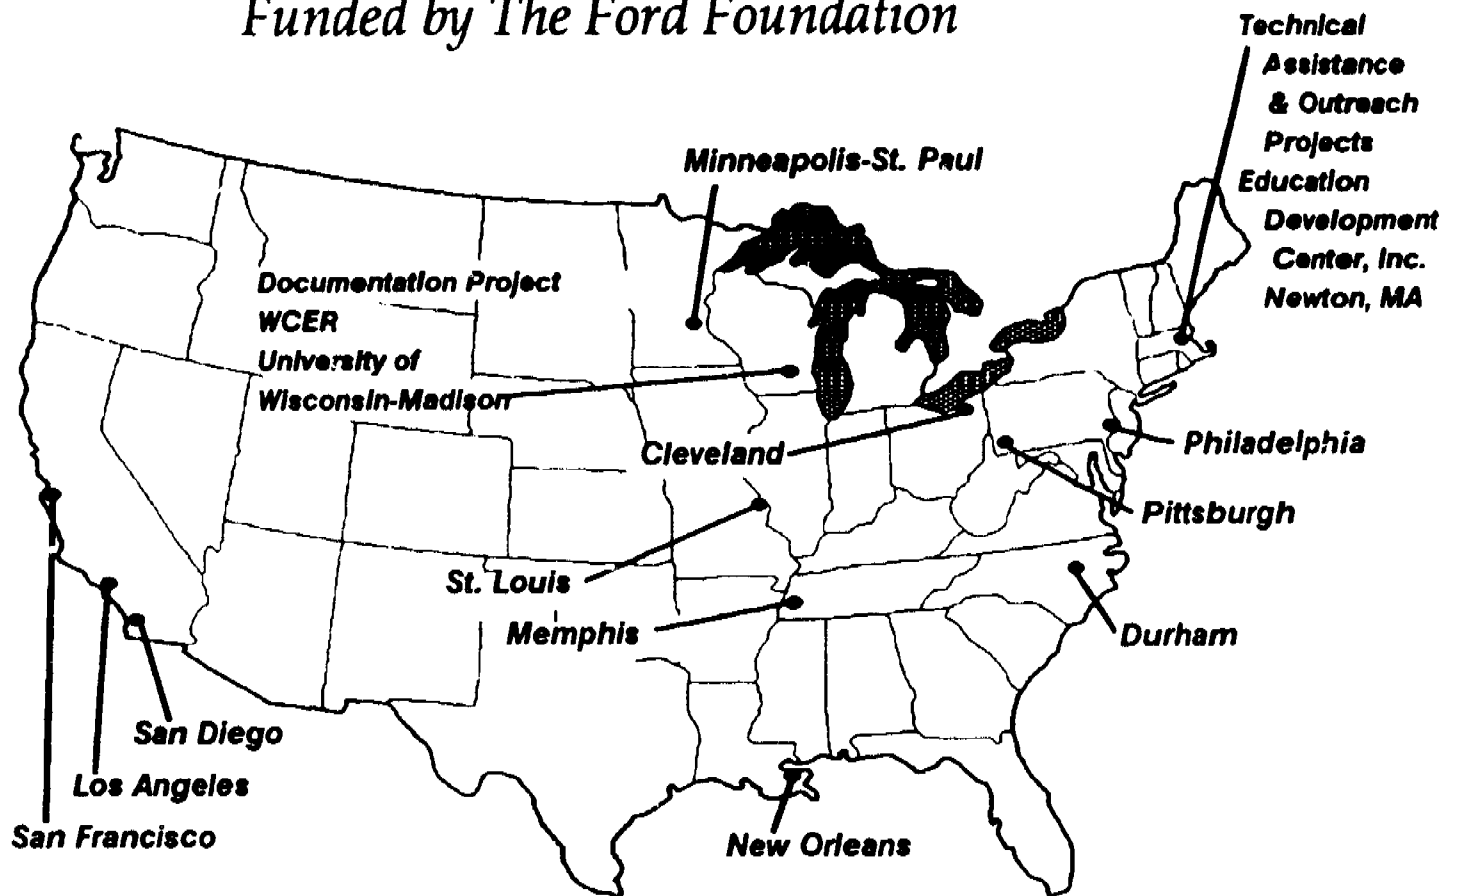 Funded by The Ford Foundation
Technical
Assistance
& Outreach
Projects
Education
Development
Center, Inc.
Newton, MA
Minneapolis-St. Paul
Documentation Project
WCER
University of
Wisconsin-Madison
Cleveland
Philadelphia
Pittsburgh
St. Louis
Memphis
Durham
San Diego
Los Angeles
San Francisco
New Orleans